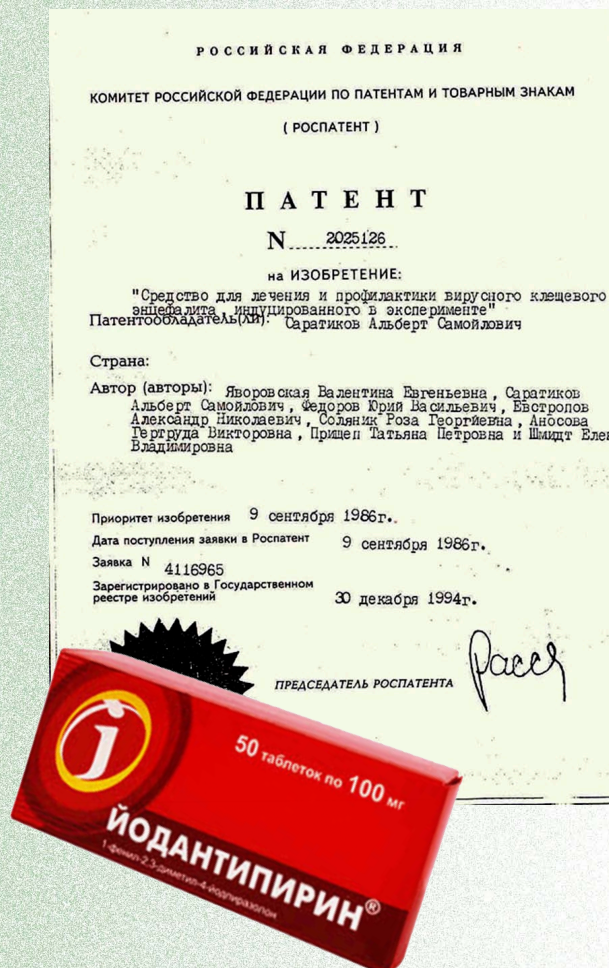 РОССИЙСКАЯ ФЕДЕРАЦИЯ
КОМИТЕТ РОССИЙСКОЙ ФЕДЕРАЦИИ ПО ПАТЕНТАМ И ТОВАРНЫМ ЗНАКАМ
( РОСПАТЕНТ )
ПАТЕНТ
N 2025126
на ИЗОБРЕТЕНИЕ:
"Средство для лечения и профилактики вирусного клещевого
энцефалита , индуцированного в эксперименте"
Патентообладатель(ли): Саратиков Альберт Самойлович
Страна:
Автор (авторы): Яворовская Валентина Евгеньевна , Саратиков
Альберт Самойлович , Федоров Юрий Васильевич , Евстропов
Александр Николаевич , Соляник Роза Георгиевна , Аносова
Гертруда Викторовна , Прищеп Татьяна Петровна и Шмидт Еле
Владимировна
Приоритет изобретения 9 сентября 1986г.
Дата поступления заявки в Роспатент 9 сентября 1986г.
Заявка N 4116965
Зарегистрировано в Государственном
реестре изобретений 30 декабря 1994г.
ПРЕДСЕДАТЕЛЬ РОСПАТЕНТА
j
50 таблеток по 100 мг
ЙОДАНТИПИРИН®
1-фенил-2,3-диметил-4-йодпиразолон